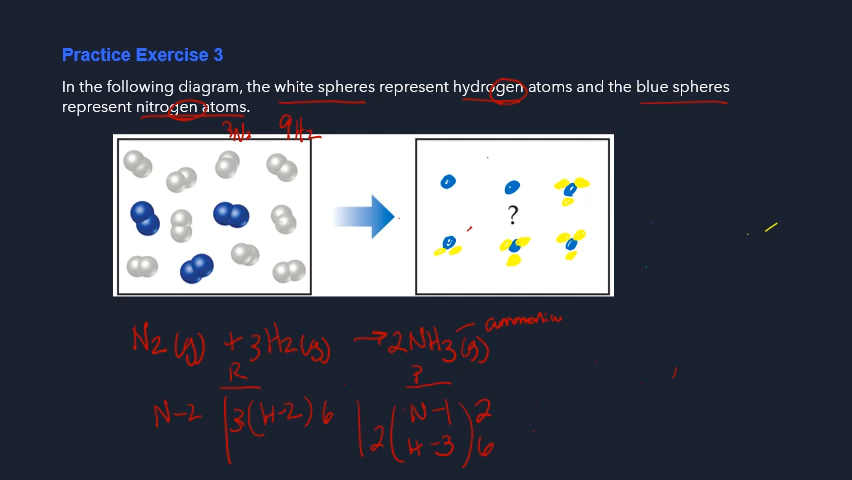 Practice Exercise 3
In the following diagram, the white spheres represent hydrogen atoms and the blue spheres
represent nitrogen atoms.
3N2 9H2
?
N2(g) + 3H2(g) → 2NH3(g) ammonia
R P
N-2 3(H-2)6 N-1 2
2( H-3 ) 6